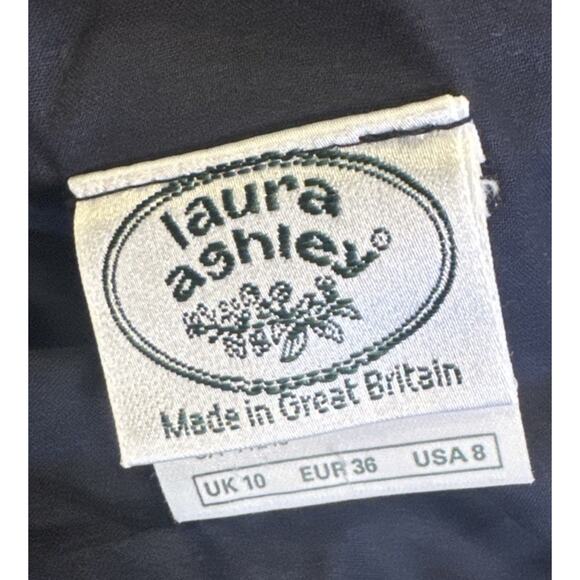 laura
ashley®
Made in Great Britain
UK 10 EUR 36 USA 8